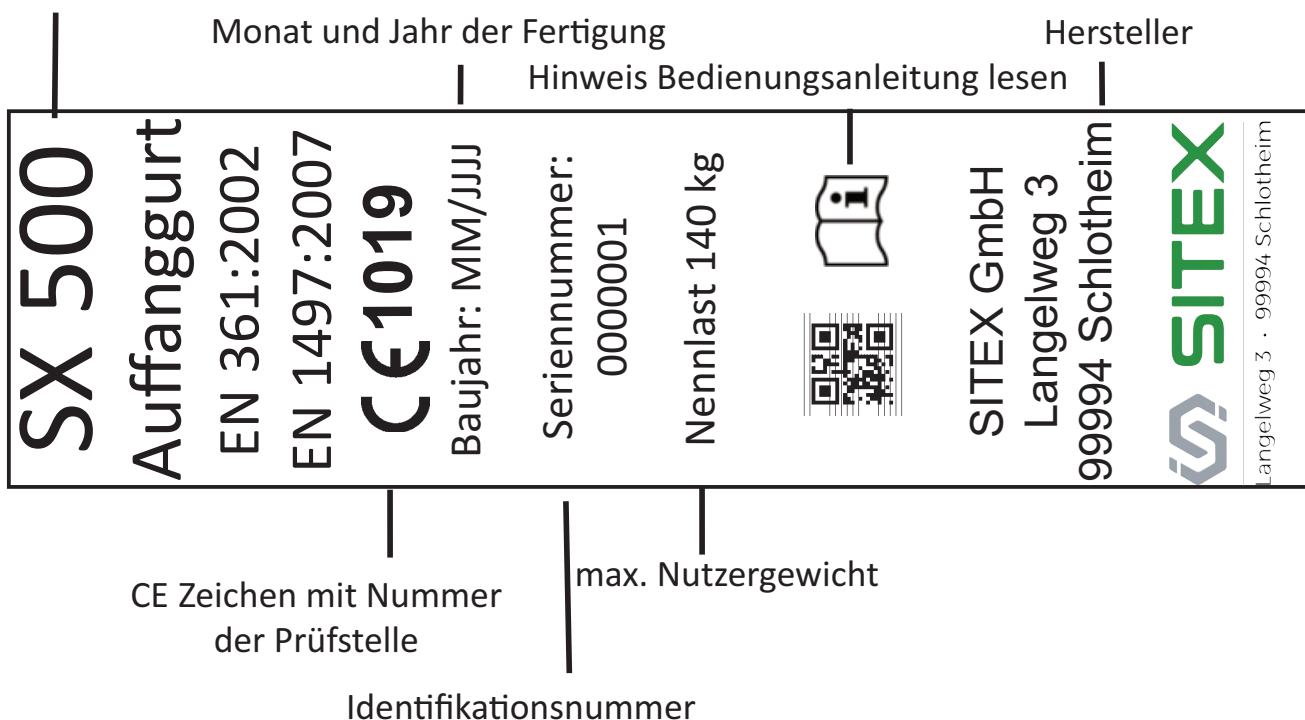 Monat und Jahr der Fertigung
Hersteller
Hinweis Bedienungsanleitung lesen
SX 500
Auffanggurt
EN 361:2002
EN 1497:2007
CE1019
Baujahr: MM/JJJJ
Seriennummer:
0000001
Nennlast 140 kg
i
SITEX GmbH
Langelweg 3
99994 Schlotheim
SITEX
Langelweg 3 · 99994 Schlotheim
CE Zeichen mit Nummer
der Prüfstelle
max. Nutzergewicht
Identifikationsnummer